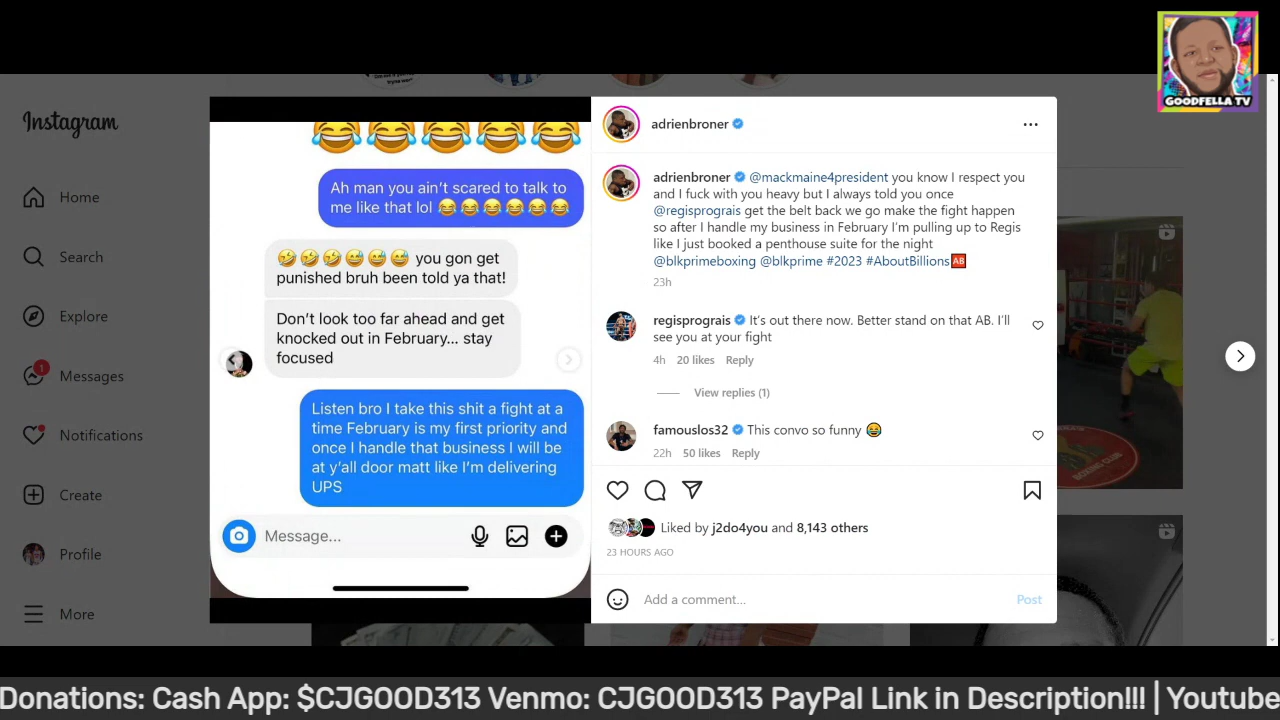 GOODFELLA TV
Instagram
Home
Search
Explore
1
Messages
Notifications
Create
Profile
More
😂😂😂😂😂
Ah man you ain't scared to talk to
me like that lol 😂😂😂😂😂😂
🤣🤣🤣😅😅😅 you gon get
punished bruh been told ya that!
Don't look too far ahead and get
knocked out in February... stay
focused
Listen bro I take this shit a fight at a
time February is my first priority and
once I handle that business I will be
at y'all door matt like I'm delivering
UPS
Message...
adrienbroner
adrienbroner @mackmaine4president you know I respect you
and I fuck with you heavy but I always told you once
@regisprograis get the belt back we go make the fight happen
so after I handle my business in February I'm pulling up to Regis
like I just booked a penthouse suite for the night
@blkprimeboxing @blkprime #2023 #AboutBillions🆎
23h
regisprograis It's out there now. Better stand on that AB. I'll
see you at your fight
4h 20 likes Reply
View replies (1)
famouslos32 This convo so funny 😂
22h 50 likes Reply
Liked by j2do4you and 8,143 others
23 HOURS AGO
Add a comment...
Post
Donations: Cash App: $CJGOOD313 Venmo: CJGOOD313 PayPal Link in Description!!! | Youtube